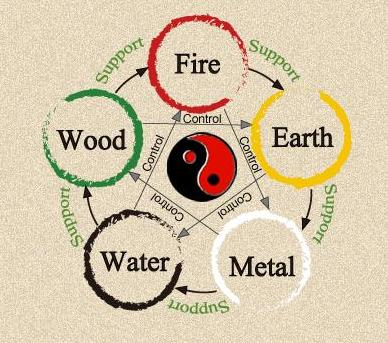 Fire
Support
Support
Wood
Control
Earth
Control
Control
Support
Control
Control
Support
Water
Metal
Support